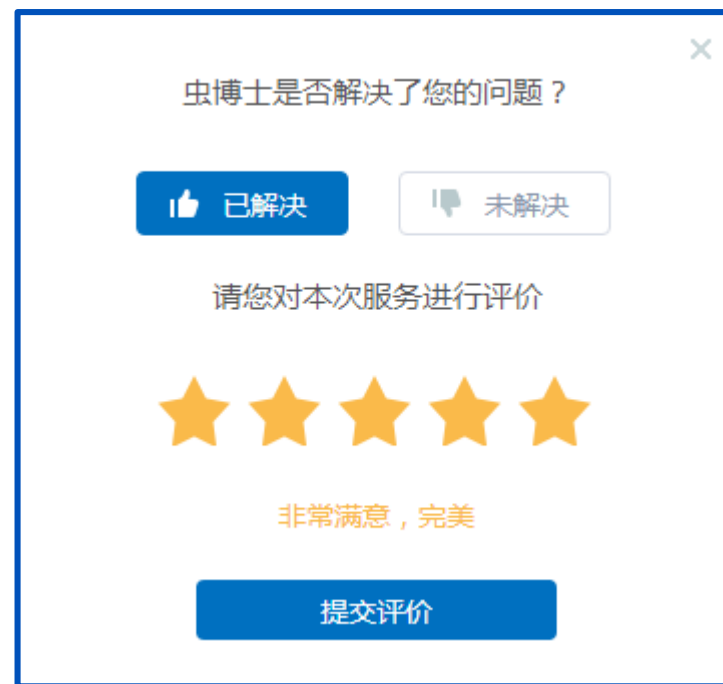 虫博士是否解决了您的问题？
已解决 未解决
请您对本次服务进行评价
非常满意，完美
提交评价